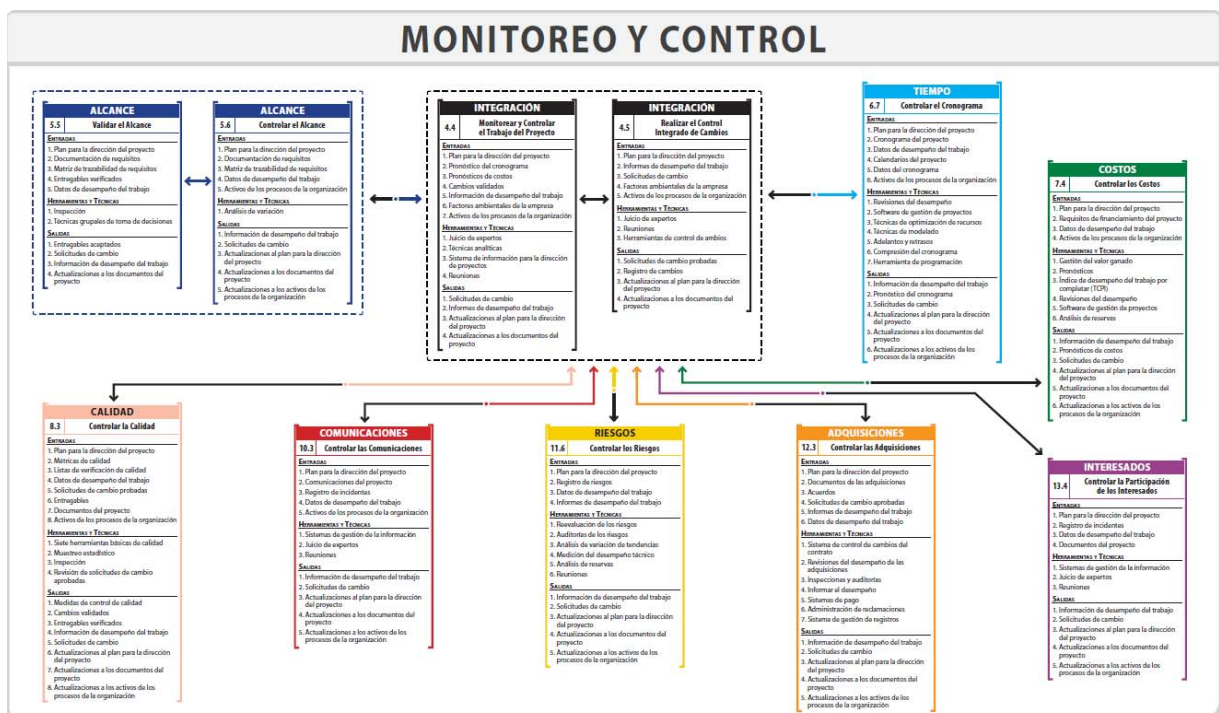 MONITOREO Y CONTROL
ALCANCE
5.5 Validar el Alcance
ENTRADAS
1. Plan para la dirección del proyecto
2. Documentación de requisitos
3. Matriz de trazabilidad de requisitos
4. Entregables verificados
5. Datos de desempeño del trabajo
HERRAMIENTAS Y TÉCNICAS
1. Inspección
2. Técnicas grupales de toma de decisiones
SALIDAS
1. Entregables aceptados
2. Solicitudes de cambio
3. Información de desempeño del trabajo
4. Actualizaciones a los documentos del
proyecto
ALCANCE
5.6 Controlar el Alcance
ENTRADAS
1. Plan para la dirección del proyecto
2. Documentación de requisitos
3. Matriz de trazabilidad de requisitos
4. Datos de desempeño del trabajo
5. Activos de los procesos de la organización
HERRAMIENTAS Y TÉCNICAS
1. Análisis de variación
SALIDAS
1. Información de desempeño del trabajo
2. Solicitudes de cambio
3. Actualizaciones al plan para la dirección
del proyecto
4. Actualizaciones a los documentos del
proyecto
5. Actualizaciones a los activos de los
procesos de la organización
INTEGRACIÓN
4.4 Monitorear y Controlar
el Trabajo del Proyecto
ENTRADAS
1. Plan para la dirección del proyecto
2. Pronóstico del cronograma
3. Pronósticos de costos
4. Cambios validados
5. Información de desempeño del trabajo
6. Factores ambientales de la empresa
7. Activos de los procesos de la organización
HERRAMIENTAS Y TÉCNICAS
1. Juicio de expertos
2. Técnicas analíticas
3. Sistema de información para la dirección
de proyectos
4. Reuniones
SALIDAS
1. Solicitudes de cambio
2. Informes de desempeño del trabajo
3. Actualizaciones al plan para la dirección
del proyecto
4. Actualizaciones a los documentos del
proyecto
INTEGRACIÓN
4.5 Realizar el Control
Integrado de Cambios
ENTRADAS
1. Plan para la dirección del proyecto
2. Informes de desempeño del trabajo
3. Solicitudes de cambio
4. Factores ambientales de la empresa
5. Activos de los procesos de la organización
HERRAMIENTAS Y TÉCNICAS
1. Juicio de expertos
2. Reuniones
3. Herramientas de control de ambios
SALIDAS
1. Solicitudes de cambio probadas
2. Registro de cambios
3. Actualizaciones al plan para la dirección
del proyecto
4. Actualizaciones a los documentos del
proyecto
TIEMPO
6.7 Controlar el Cronograma
ENTRADAS
1. Plan para la dirección del proyecto
2. Cronograma del proyecto
3. Datos de desempeño del trabajo
4. Calendarios del proyecto
5. Datos del cronograma
6. Activos de los procesos de la organización
HERRAMIENTAS Y TÉCNICAS
1. Revisiones del desempeño
2. Software de gestión de proyectos
3. Técnicas de optimización de recursos
4. Técnicas de modelado
5. Adelantos y retrasos
6. Compresión del cronograma
7. Herramienta de programación
SALIDAS
1. Información de desempeño del trabajo
2. Pronóstico del cronograma
3. Solicitudes de cambio
4. Actualizaciones al plan para la dirección
del proyecto
5. Actualizaciones a los documentos del
proyecto
6. Actualizaciones a los activos de los
procesos de la organización
COSTOS
7.4 Controlar los Costos
ENTRADAS
1. Plan para la dirección del proyecto
2. Requisitos de financiamiento del proyecto
3. Datos de desempeño del trabajo
4. Activos de los procesos de la organización
HERRAMIENTAS Y TÉCNICAS
1. Gestión del valor ganado
2. Pronósticos
3. Índice de desempeño del trabajo por
completar (TCPI)
4. Revisiones del desempeño
5. Software de gestión de proyectos
6. Análisis de reservas
SALIDAS
1. Información de desempeño del trabajo
2. Pronósticos de costos
3. Solicitudes de cambio
4. Actualizaciones al plan para la dirección
del proyecto
5. Actualizaciones a los documentos del
proyecto
6. Actualizaciones a los activos de los
procesos de la organización
CALIDAD
8.3 Controlar la Calidad
ENTRADAS
1. Plan para la dirección del proyecto
2. Métricas de calidad
3. Listas de verificación de calidad
4. Datos de desempeño del trabajo
5. Solicitudes de cambio probadas
6. Entregables
7. Documentos del proyecto
8. Activos de los procesos de la organización
HERRAMIENTAS Y TÉCNICAS
1. Siete herramientas básicas de calidad
2. Muestreo estadístico
3. Inspección
4. Revisión de solicitudes de cambio
aprobadas
SALIDAS
1. Medidas de control de calidad
2. Cambios validados
3. Entregables verificados
4. Información de desempeño del trabajo
5. Solicitudes de cambio
6. Actualizaciones al plan para la dirección
del proyecto
7. Actualizaciones a los documentos del
proyecto
8. Actualizaciones a los activos de los
procesos de la organización
COMUNICACIONES
10.3 Controlar las Comunicaciones
ENTRADAS
1. Plan para la dirección del proyecto
2. Comunicaciones del proyecto
3. Registro de incidentes
4. Datos de desempeño del trabajo
5. Activos de los procesos de la organización
HERRAMIENTAS Y TÉCNICAS
1. Sistemas de gestión de la información
2. Juicio de expertos
3. Reuniones
SALIDAS
1. Información de desempeño del trabajo
2. Solicitudes de cambio
3. Actualizaciones al plan para la dirección
del proyecto
4. Actualizaciones a los documentos del
proyecto
5. Actualizaciones a los activos de los
procesos de la organización
RIESGOS
11.6 Controlar los Riesgos
ENTRADAS
1. Plan para la dirección del proyecto
2. Registro de riesgos
3. Datos de desempeño del trabajo
4. Informes de desempeño del trabajo
HERRAMIENTAS Y TÉCNICAS
1. Reevaluación de los riesgos
2. Auditorías de los riesgos
3. Análisis de variación de tendencias
4. Medición del desempeño técnico
5. Análisis de reservas
6. Reuniones
SALIDAS
1. Información de desempeño del trabajo
2. Solicitudes de cambio
3. Actualizaciones al plan para la dirección
del proyecto
4. Actualizaciones a los documentos del
proyecto
5. Actualizaciones a los activos de los
procesos de la organización
ADQUISICIONES
12.3 Controlar las Adquisiciones
ENTRADAS
1. Plan para la dirección del proyecto
2. Documentos de las adquisiciones
3. Acuerdos
4. Solicitudes de cambio aprobadas
5. Informes de desempeño del trabajo
6. Datos de desempeño del trabajo
HERRAMIENTAS Y TÉCNICAS
1. Sistema de control de cambios del
contrato
2. Revisiones del desempeño de las
adquisiciones
3. Inspecciones y auditorías
4. Informar el desempeño
5. Sistemas de pago
6. Administración de reclamaciones
7. Sistema de gestión de registros
SALIDAS
1. Información de desempeño del trabajo
2. Solicitudes de cambio
3. Actualizaciones al plan para la dirección
del proyecto
4. Actualizaciones a los documentos del
proyecto
5. Actualizaciones a los activos de los
procesos de la organización
INTERESADOS
13.4 Controlar la Participación
de los Interesados
ENTRADAS
1. Plan para la dirección del proyecto
2. Registro de incidentes
3. Datos de desempeño del trabajo
4. Documentos del proyecto
HERRAMIENTAS Y TÉCNICAS
1. Sistemas de gestión de la información
2. Juicio de expertos
3. Reuniones
SALIDAS
1. Información de desempeño del trabajo
2. Solicitudes de cambio
3. Actualizaciones al plan para la dirección
del proyecto
4. Actualizaciones a los documentos del
proyecto
5. Actualizaciones a los activos de los
procesos de la organización